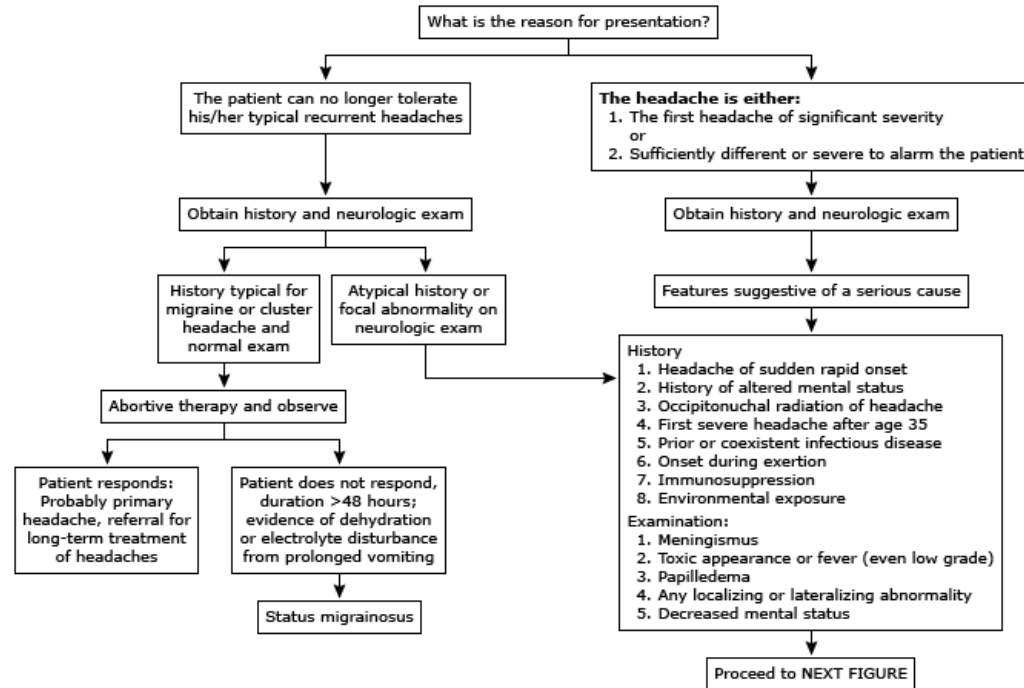 What is the reason for presentation?
The patient can no longer tolerate
his/her typical recurrent headaches
The headache is either:
1. The first headache of significant severity
or
2. Sufficiently different or severe to alarm the patient
Obtain history and neurologic exam
Obtain history and neurologic exam
History typical for
migraine or cluster
headache and
normal exam
Atypical history or
focal abnormality on
neurologic exam
Features suggestive of a serious cause
Abortive therapy and observe
Patient responds:
Probably primary
headache, referral for
long-term treatment
of headaches
Patient does not respond,
duration >48 hours;
evidence of dehydration
or electrolyte disturbance
from prolonged vomiting
Status migrainosus
History
1. Headache of sudden rapid onset
2. History of altered mental status
3. Occipitonuchal radiation of headache
4. First severe headache after age 35
5. Prior or coexistent infectious disease
6. Onset during exertion
7. Immunosuppression
8. Environmental exposure
Examination:
1. Meningismus
2. Toxic appearance or fever (even low grade)
3. Papilledema
4. Any localizing or lateralizing abnormality
5. Decreased mental status
Proceed to NEXT FIGURE